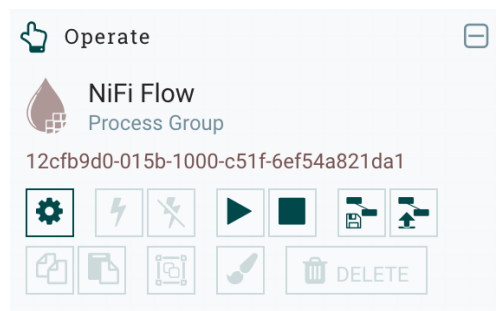 Operate
NiFi Flow
Process Group
12cfb9d0-015b-1000-c51f-6ef54a821da1
DELETE